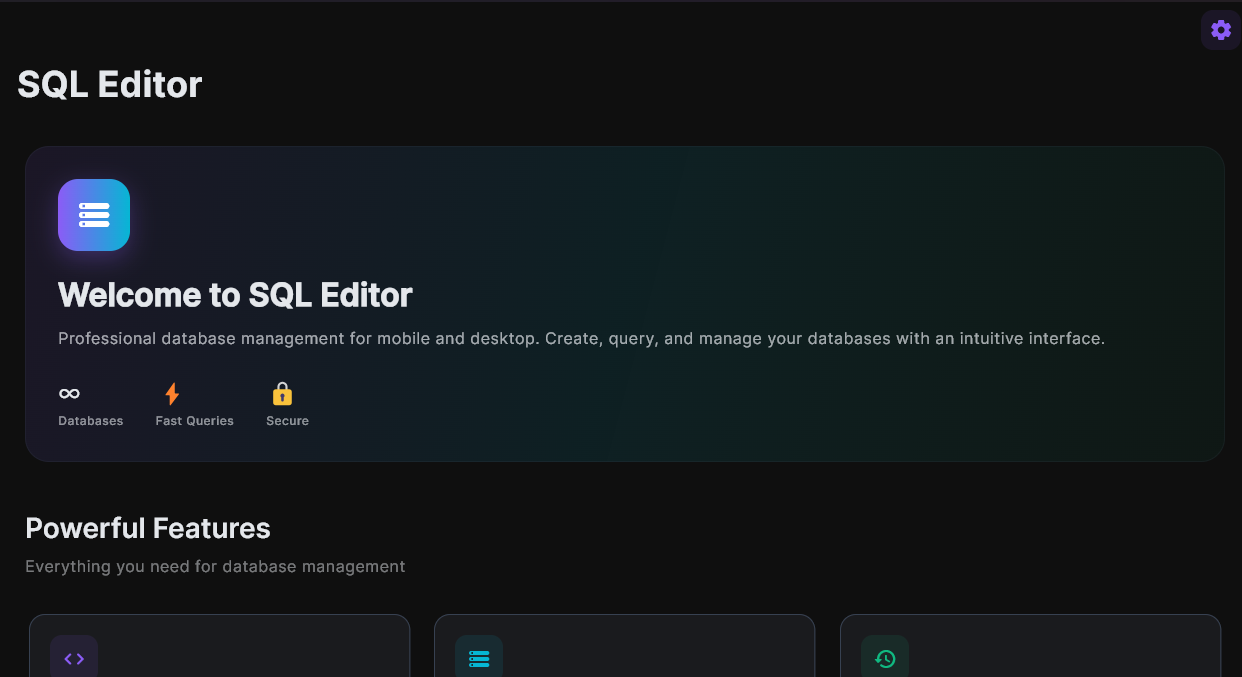 SQL Editor
Welcome to SQL Editor
Professional database management for mobile and desktop. Create, query, and manage your databases with an intuitive interface.
Databases
Fast Queries
Secure
Powerful Features
Everything you need for database management